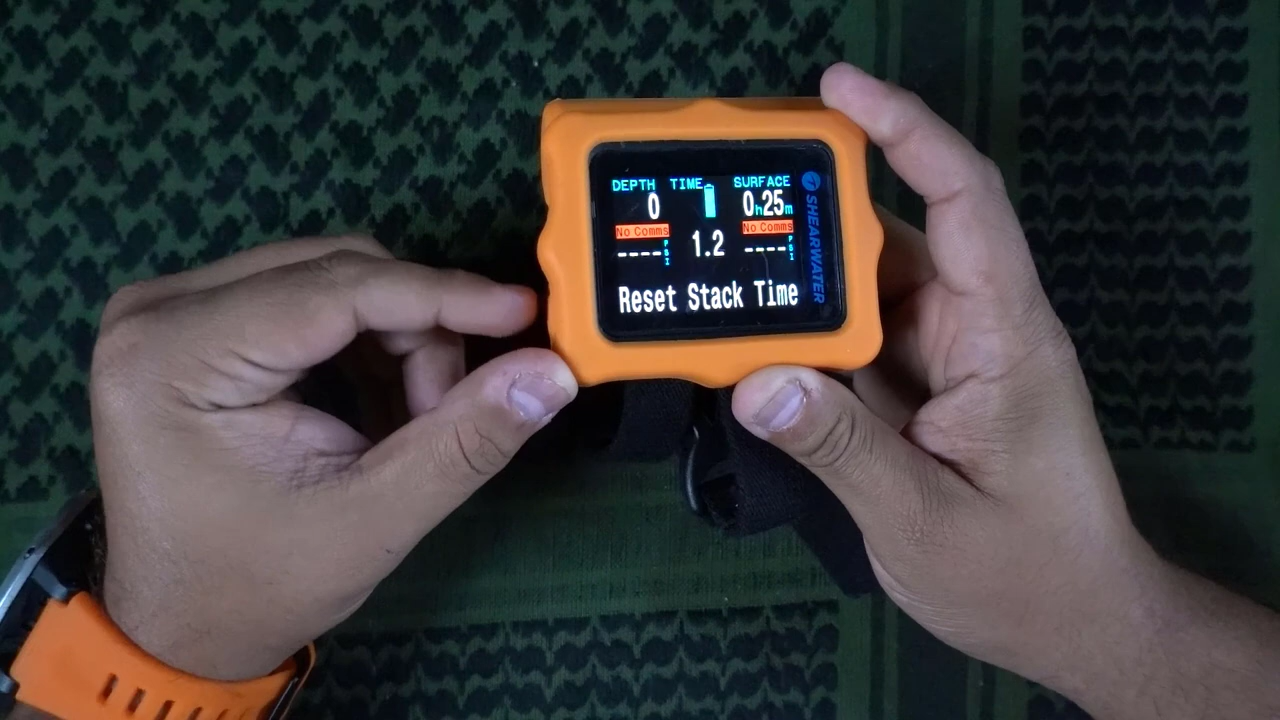 DEPTH TIME SURFACE
0 0h25m
No Comms No Comms
---- PSI 1.2 ---- PSI
Reset Stack Time
SHEARWATER